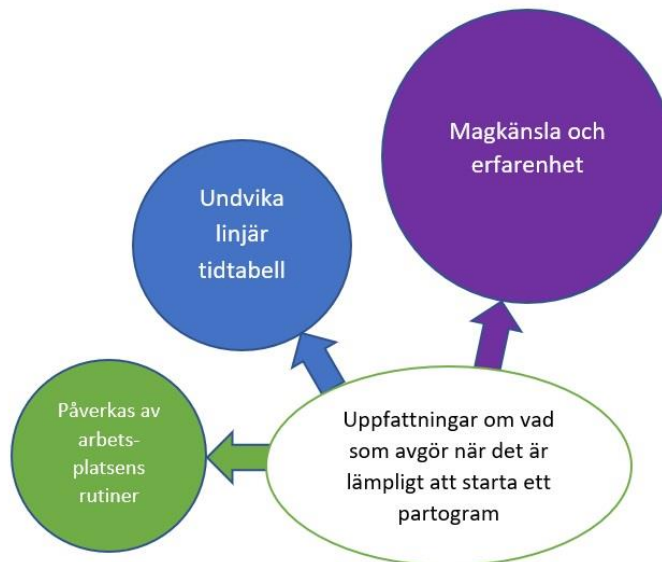 Magkänsla och
erfarenhet
Undvika
linjär
tidtabell
Påverkas av
arbets-
platsens
rutiner
Uppfattningar om vad
som avgör när det är
lämpligt att starta ett
partogram